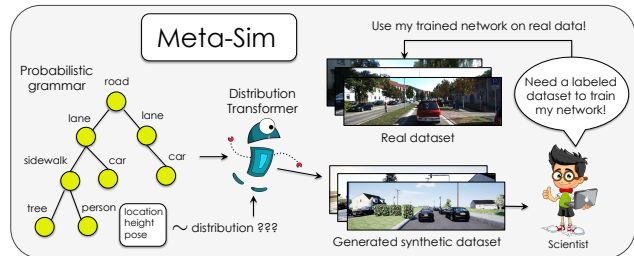 Meta-Sim
Use my trained network on real data!
Probabilistic
grammar
road
lane
lane
sidewalk
car
car
tree
person
location
height
pose
~ distribution ???
Distribution
Transformer
Real dataset
Generated synthetic dataset
Need a labeled
dataset to train
my network!
Scientist